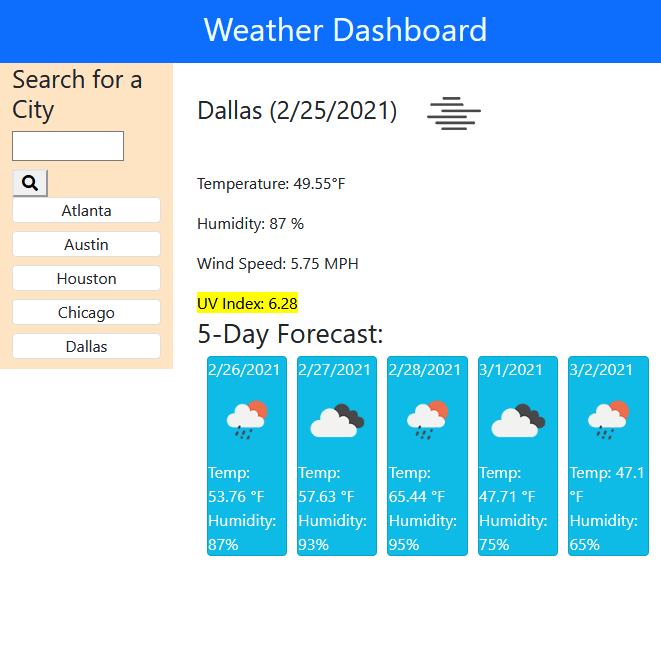 Weather Dashboard
Search for a
City
Atlanta
Austin
Houston
Chicago
Dallas
Dallas (2/25/2021)
Temperature: 49.55°F
Humidity: 87 %
Wind Speed: 5.75 MPH
UV Index: 6.28
5-Day Forecast:
2/26/2021
Temp:
53.76 °F
Humidity:
87%
2/27/2021
Temp:
57.63 °F
Humidity:
93%
2/28/2021
Temp:
65.44 °F
Humidity:
95%
3/1/2021
Temp:
47.71 °F
Humidity:
75%
3/2/2021
Temp: 47.1
°F
Humidity:
65%